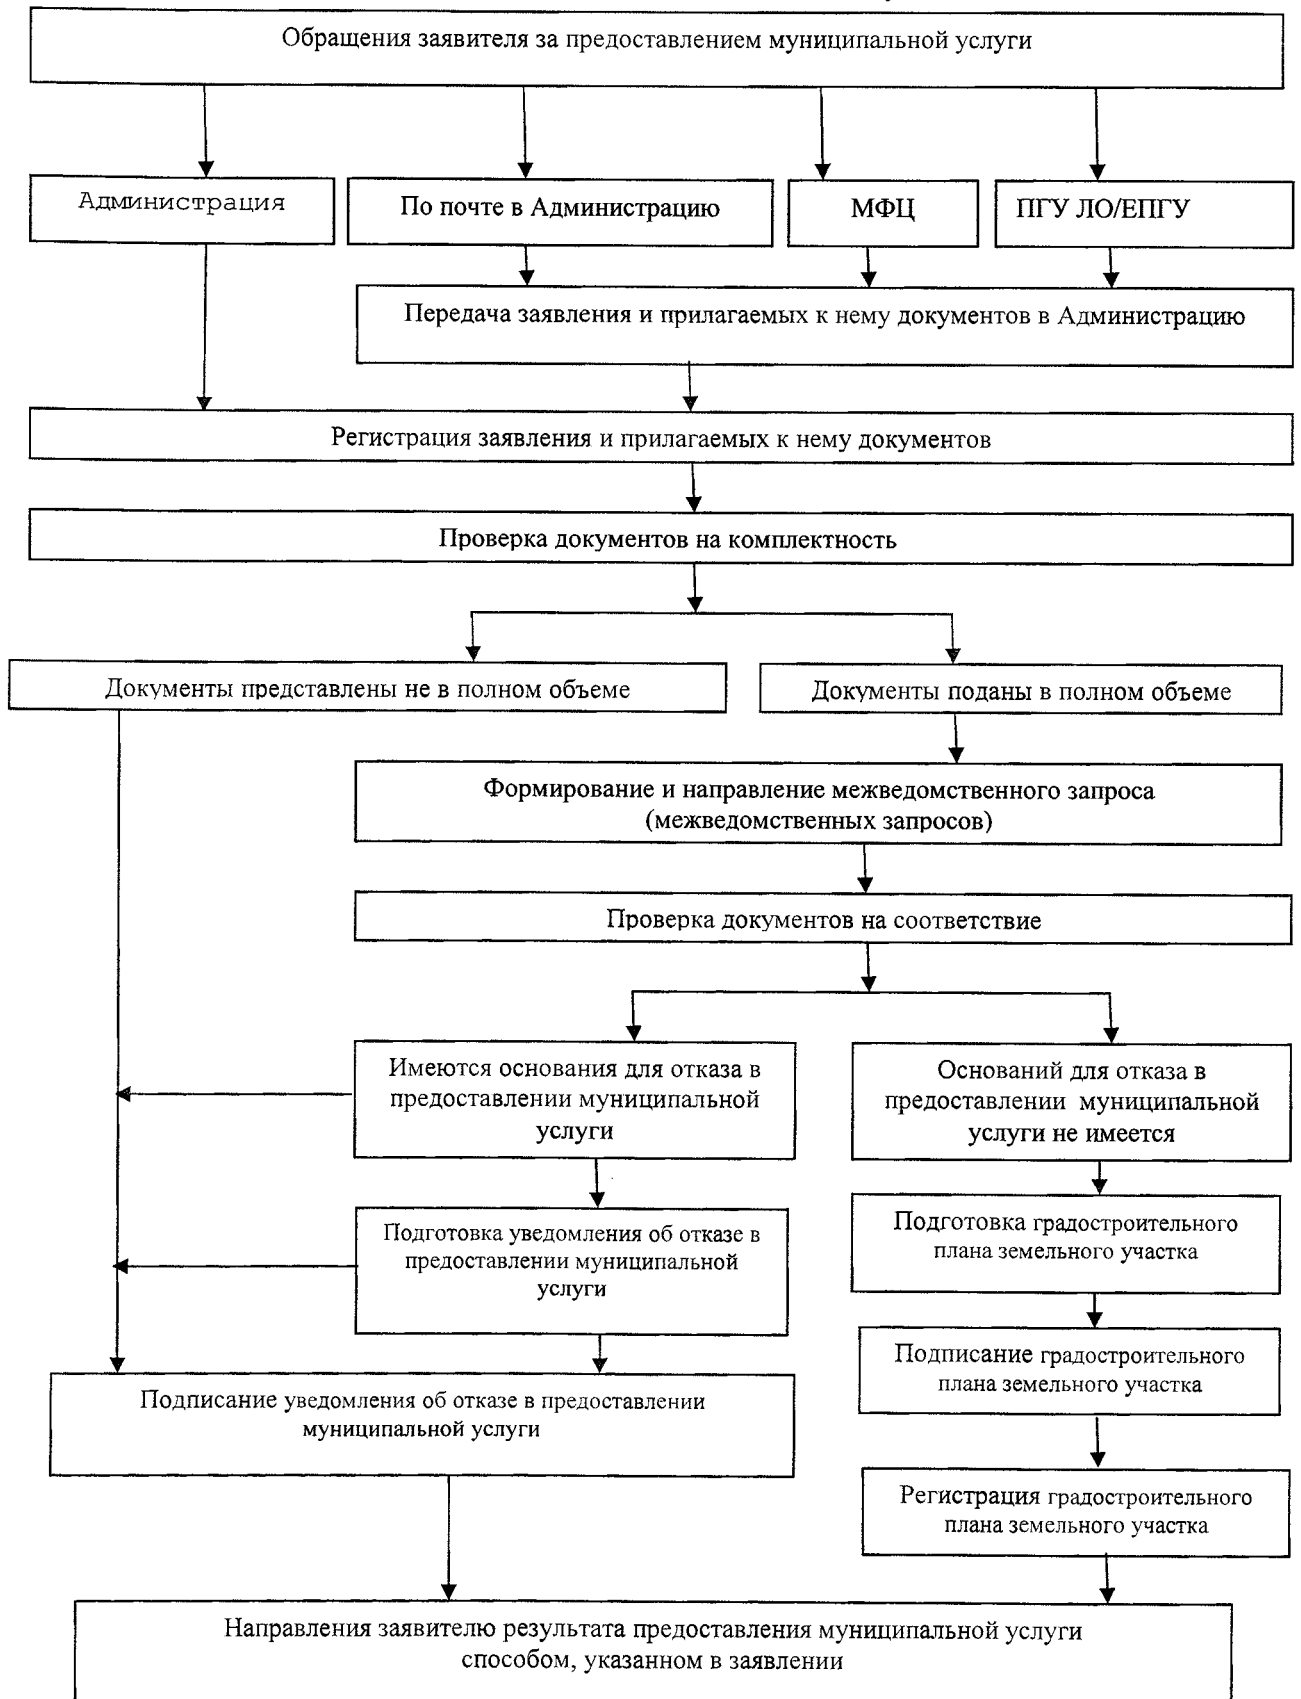 Обращения заявителя за предоставлением муниципальной услуги
Администрация
По почте в Администрацию
МФЦ
ПГУ ЛО/ЕПГУ
Передача заявления и прилагаемых к нему документов в Администрацию
Регистрация заявления и прилагаемых к нему документов
Проверка документов на комплектность
Документы представлены не в полном объеме
Документы поданы в полном объеме
Формирование и направление межведомственного запроса
(межведомственных запросов)
Проверка документов на соответствие
Имеются основания для отказа в
предоставлении муниципальной
услуги
Оснований для отказа в
предоставлении муниципальной
услуги не имеется
Подготовка уведомления об отказе в
предоставлении муниципальной
услуги
Подготовка градостроительного
плана земельного участка
Подписание градостроительного
плана земельного участка
Подписание уведомления об отказе в предоставлении
муниципальной услуги
Регистрация градостроительного
плана земельного участка
Направления заявителю результата предоставления муниципальной услуги
способом, указанном в заявлении